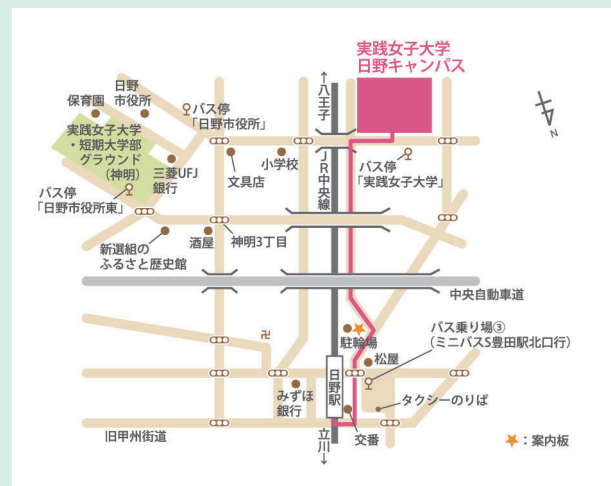 実践女子大学
日野キャンパス
←八王子
日野
市役所
保育園
バス停
「日野市役所」
実践女子大学
・短期大学部
グラウンド
(神明)
三菱UFJ
銀行
バス停
「日野市役所東」
文具店
小学校
JR中央線
バス停
「実践女子大学」
N
新選組の
ふるさと歴史館
酒屋
神明3丁目
中央自動車道
卍
駐輪場
バス乗り場③
(ミニバスS豊田駅北口行)
松屋
日野駅
みずほ
銀行
タクシーのりば
旧甲州街道
交番
立川→
★:案内板